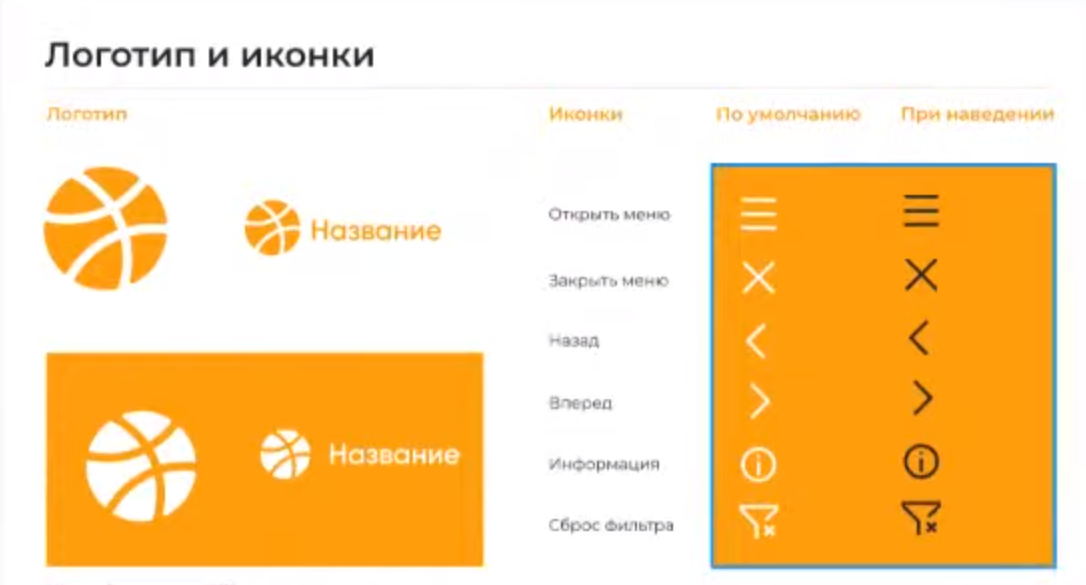 Логотип и иконки
Логотип
Иконки
По умолчанию
При наведении
Название
Открыть меню
Закрыть меню
Назад
Вперед
Название
Информация
Сброс фильтра